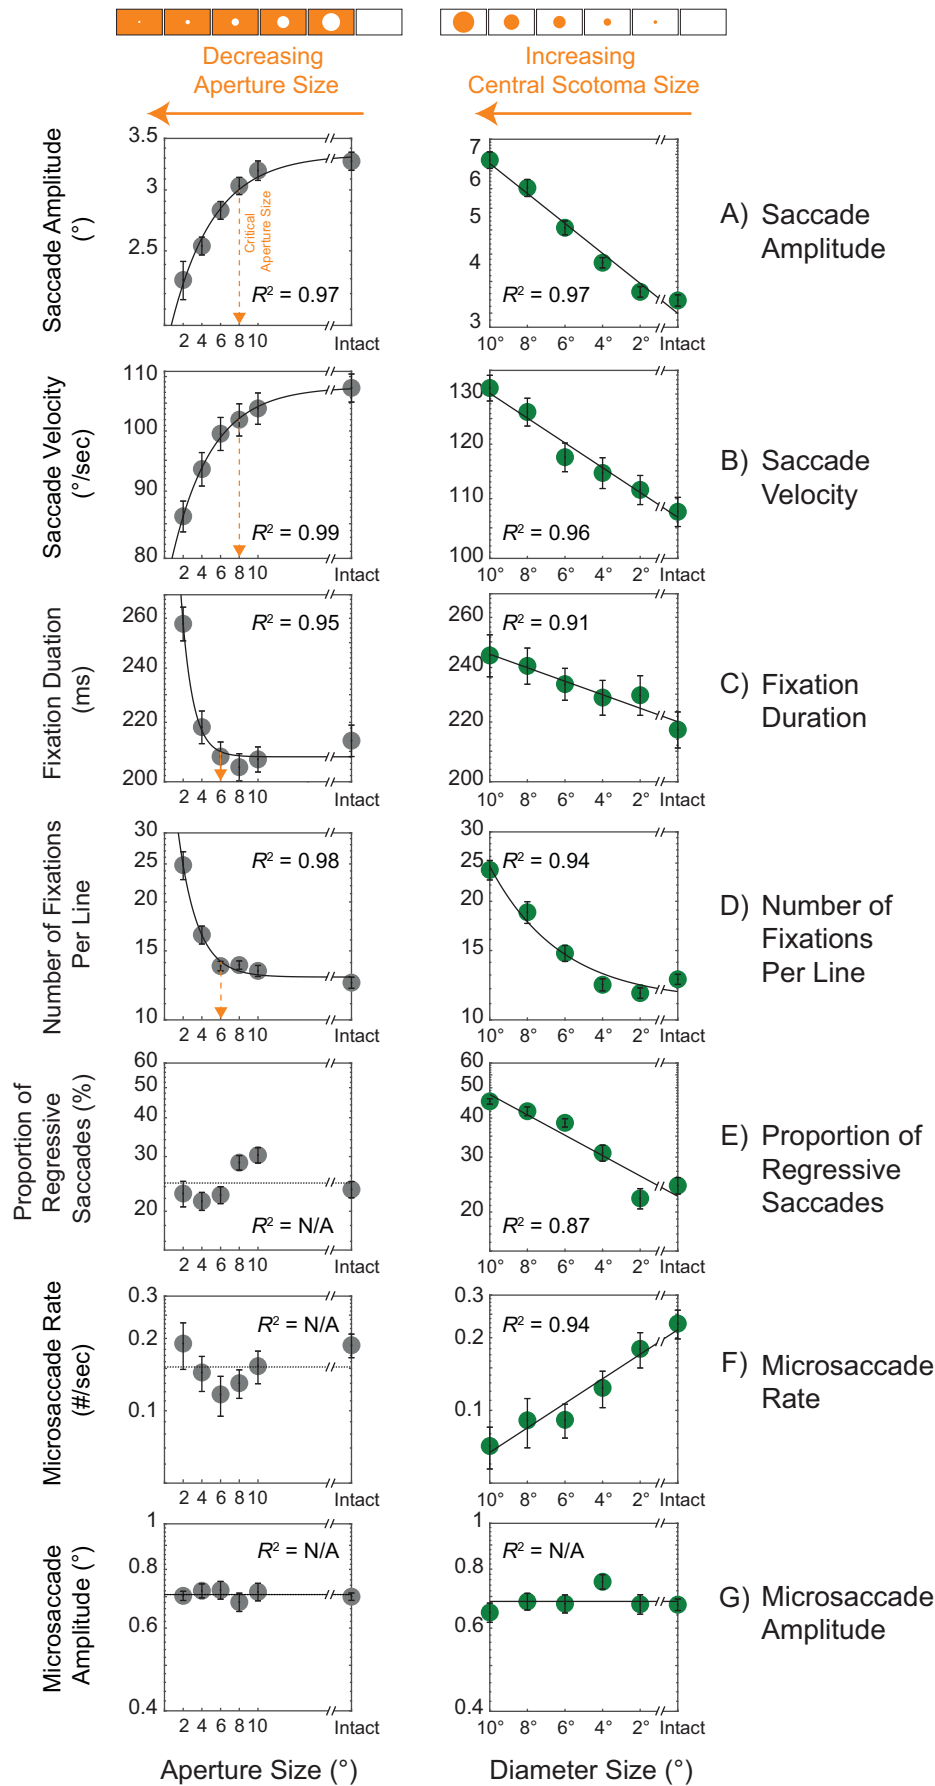 Decreasing
Aperture Size
Increasing
Central Scotoma Size
Saccade Amplitude
(°)
3.5
3
2.5
Critical
Aperture Size
R² = 0.97
2 4 6 8 10 Intact
7
6
5
4
3
R² = 0.97
10° 8° 6° 4° 2° Intact
A) Saccade
Amplitude
Saccade Velocity
(°/sec)
110
100
90
80
R² = 0.99
2 4 6 8 10 Intact
130
120
110
100
R² = 0.96
10° 8° 6° 4° 2° Intact
B) Saccade
Velocity
Fixation Duation
(ms)
260
240
220
200
R² = 0.95
2 4 6 8 10 Intact
260
240
220
200
R² = 0.91
10° 8° 6° 4° 2° Intact
C) Fixation
Duration
Number of Fixations
Per Line
30
25
20
15
10
R² = 0.98
2 4 6 8 10 Intact
30
25
20
15
10
R² = 0.94
10° 8° 6° 4° 2° Intact
D) Number of
Fixations
Per Line
Proportion of
Regressive
Saccades (%)
60
50
40
30
20
R² = N/A
2 4 6 8 10 Intact
60
50
40
30
20
R² = 0.87
10° 8° 6° 4° 2° Intact
E) Proportion of
Regressive
Saccades
Microsaccade Rate
(#/sec)
0.3
0.2
0.1
R² = N/A
2 4 6 8 10 Intact
0.3
0.2
0.1
R² = 0.94
10° 8° 6° 4° 2° Intact
F) Microsaccade
Rate
Microsaccade
Amplitude (°)
1
0.8
0.6
0.4
R² = N/A
2 4 6 8 10 Intact
1
0.8
0.6
0.4
R² = N/A
10° 8° 6° 4° 2° Intact
G) Microsaccade
Amplitude
Aperture Size (°)
Diameter Size (°)